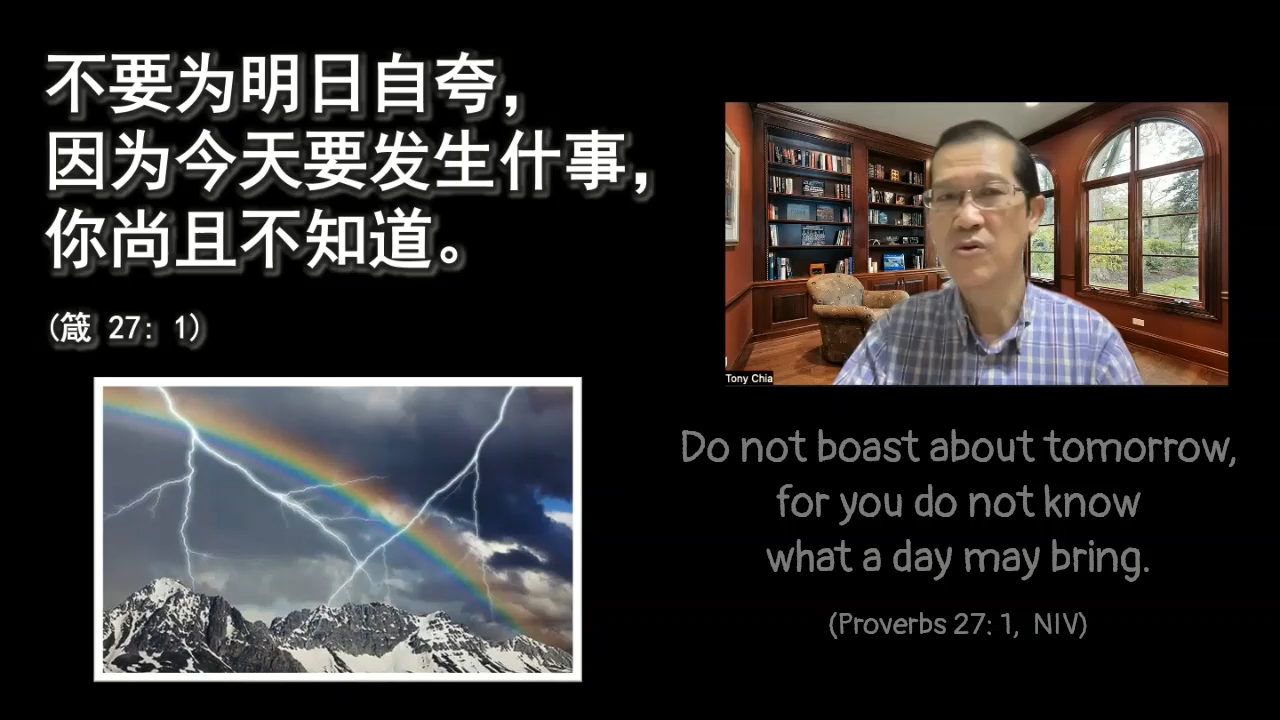 不要为明日自夸，
因为今天要发生什事，
你尚且不知道。
(箴 27: 1)
Tony Chia
Do not boast about tomorrow,
for you do not know
what a day may bring.
(Proverbs 27: 1, NIV)